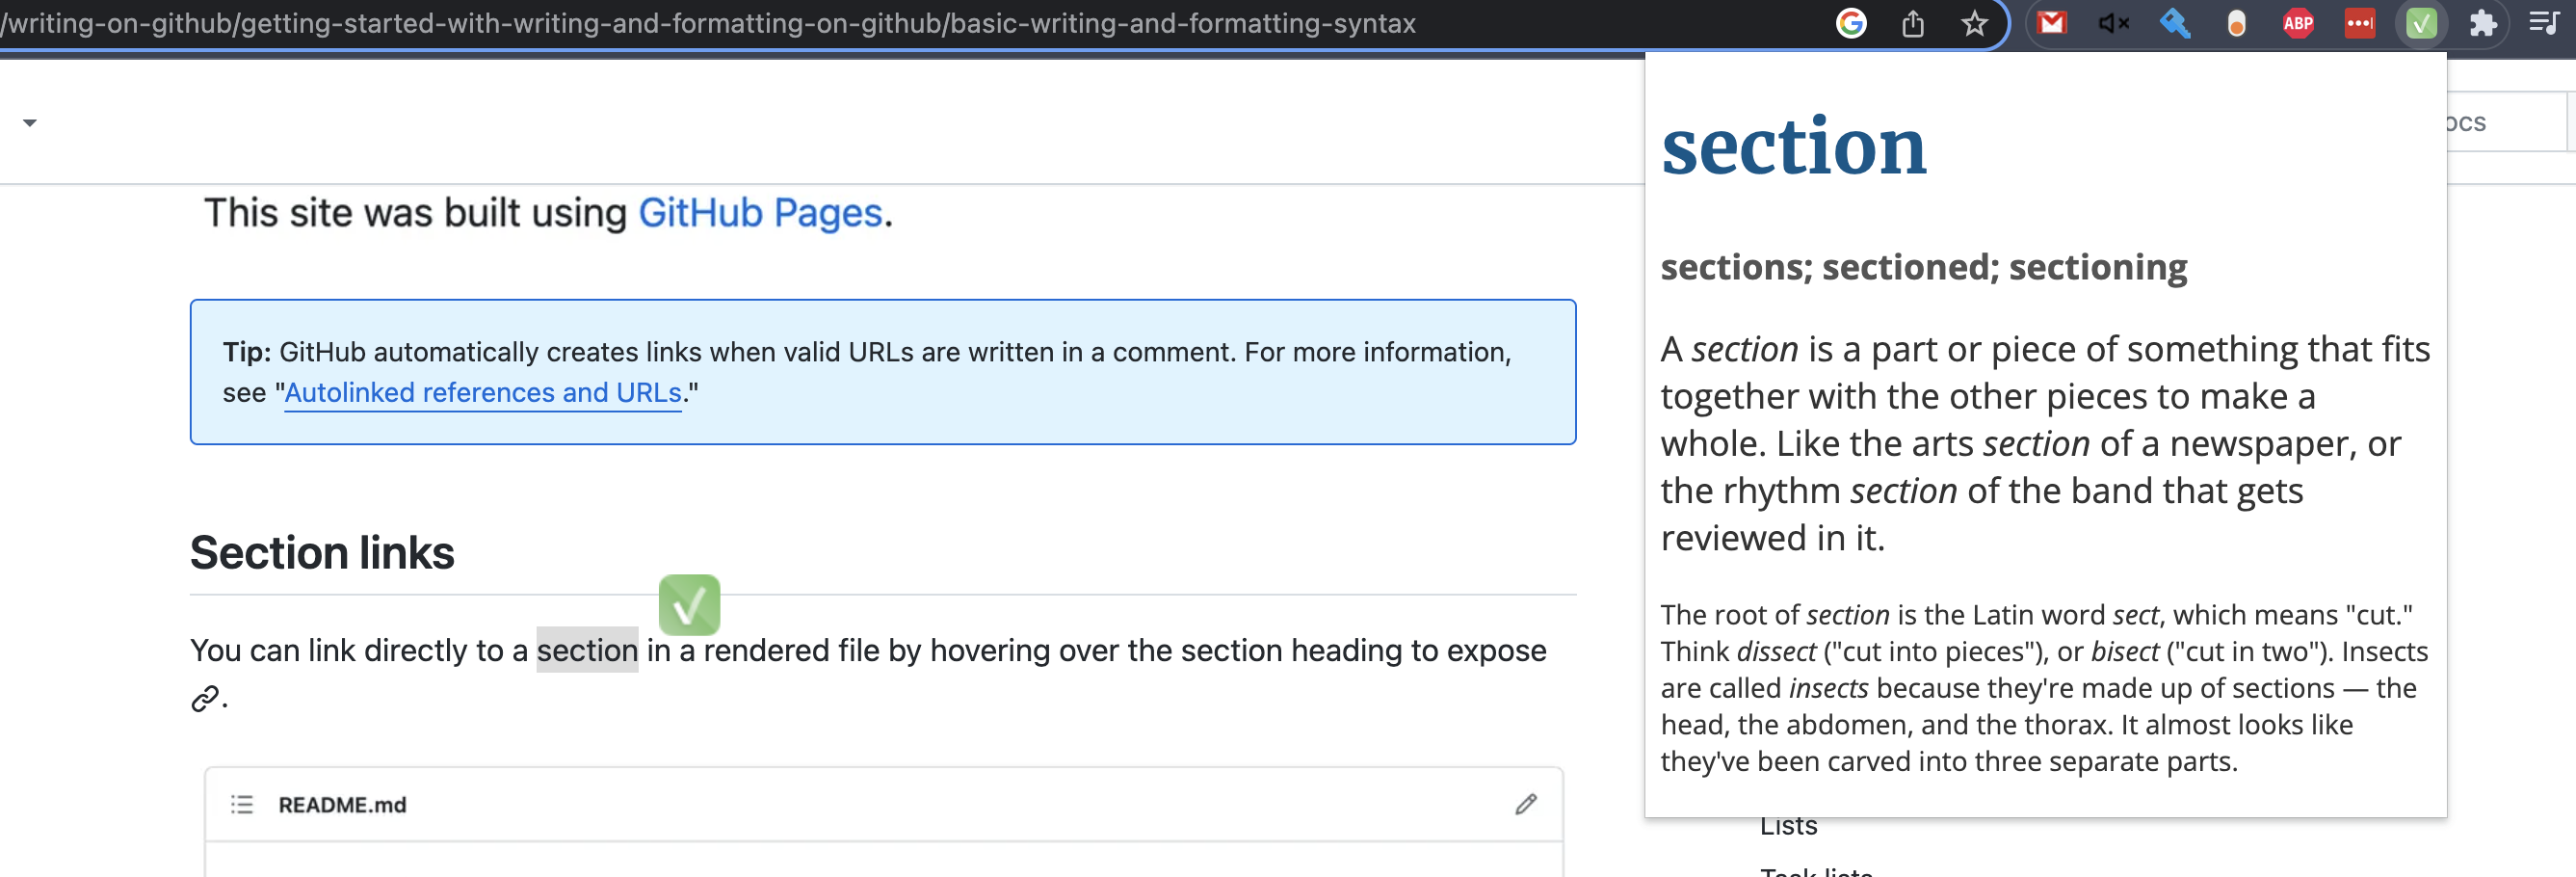 /writing-on-github/getting-started-with-writing-and-formatting-on-github/basic-writing-and-formatting-syntax
ABP
ocs
This site was built using GitHub Pages.
Tip: GitHub automatically creates links when valid URLs are written in a comment. For more information,
see "Autolinked references and URLs."
Section links
You can link directly to a section in a rendered file by hovering over the section heading to expose
.
README.md
section
sections; sectioned; sectioning
A section is a part or piece of something that fits
together with the other pieces to make a
whole. Like the arts section of a newspaper, or
the rhythm section of the band that gets
reviewed in it.
The root of section is the Latin word sect, which means "cut."
Think dissect ("cut into pieces"), or bisect ("cut in two"). Insects
are called insects because they're made up of sections — the
head, the abdomen, and the thorax. It almost looks like
they've been carved into three separate parts.
Lists
Task lists